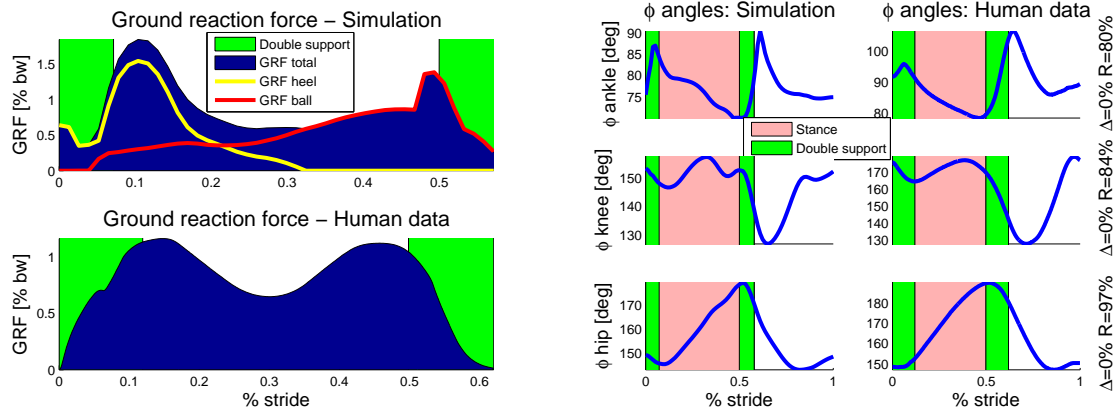 Ground reaction force – Simulation
GRF [% bw]
1.5
1
0.5
0
Double support
GRF total
GRF heel
GRF ball
0 0.1 0.2 0.3 0.4 0.5
Ground reaction force – Human data
GRF [% bw]
1
0.5
0
0 0.1 0.2 0.3 0.4 0.5 0.6
% stride
ϕ angles: Simulation
ϕ angles: Human data
ϕ ankle [deg]
90
85
80
75
100
90
80
Δ=0% R=80%
Stance
Double support
ϕ knee [deg]
150
140
130
170
160
150
140
130
Δ=0% R=84%
ϕ hip [deg]
170
160
150
180
170
160
150
Δ=0% R=97%
0 0.5 1
0 0.5 1
% stride
% stride